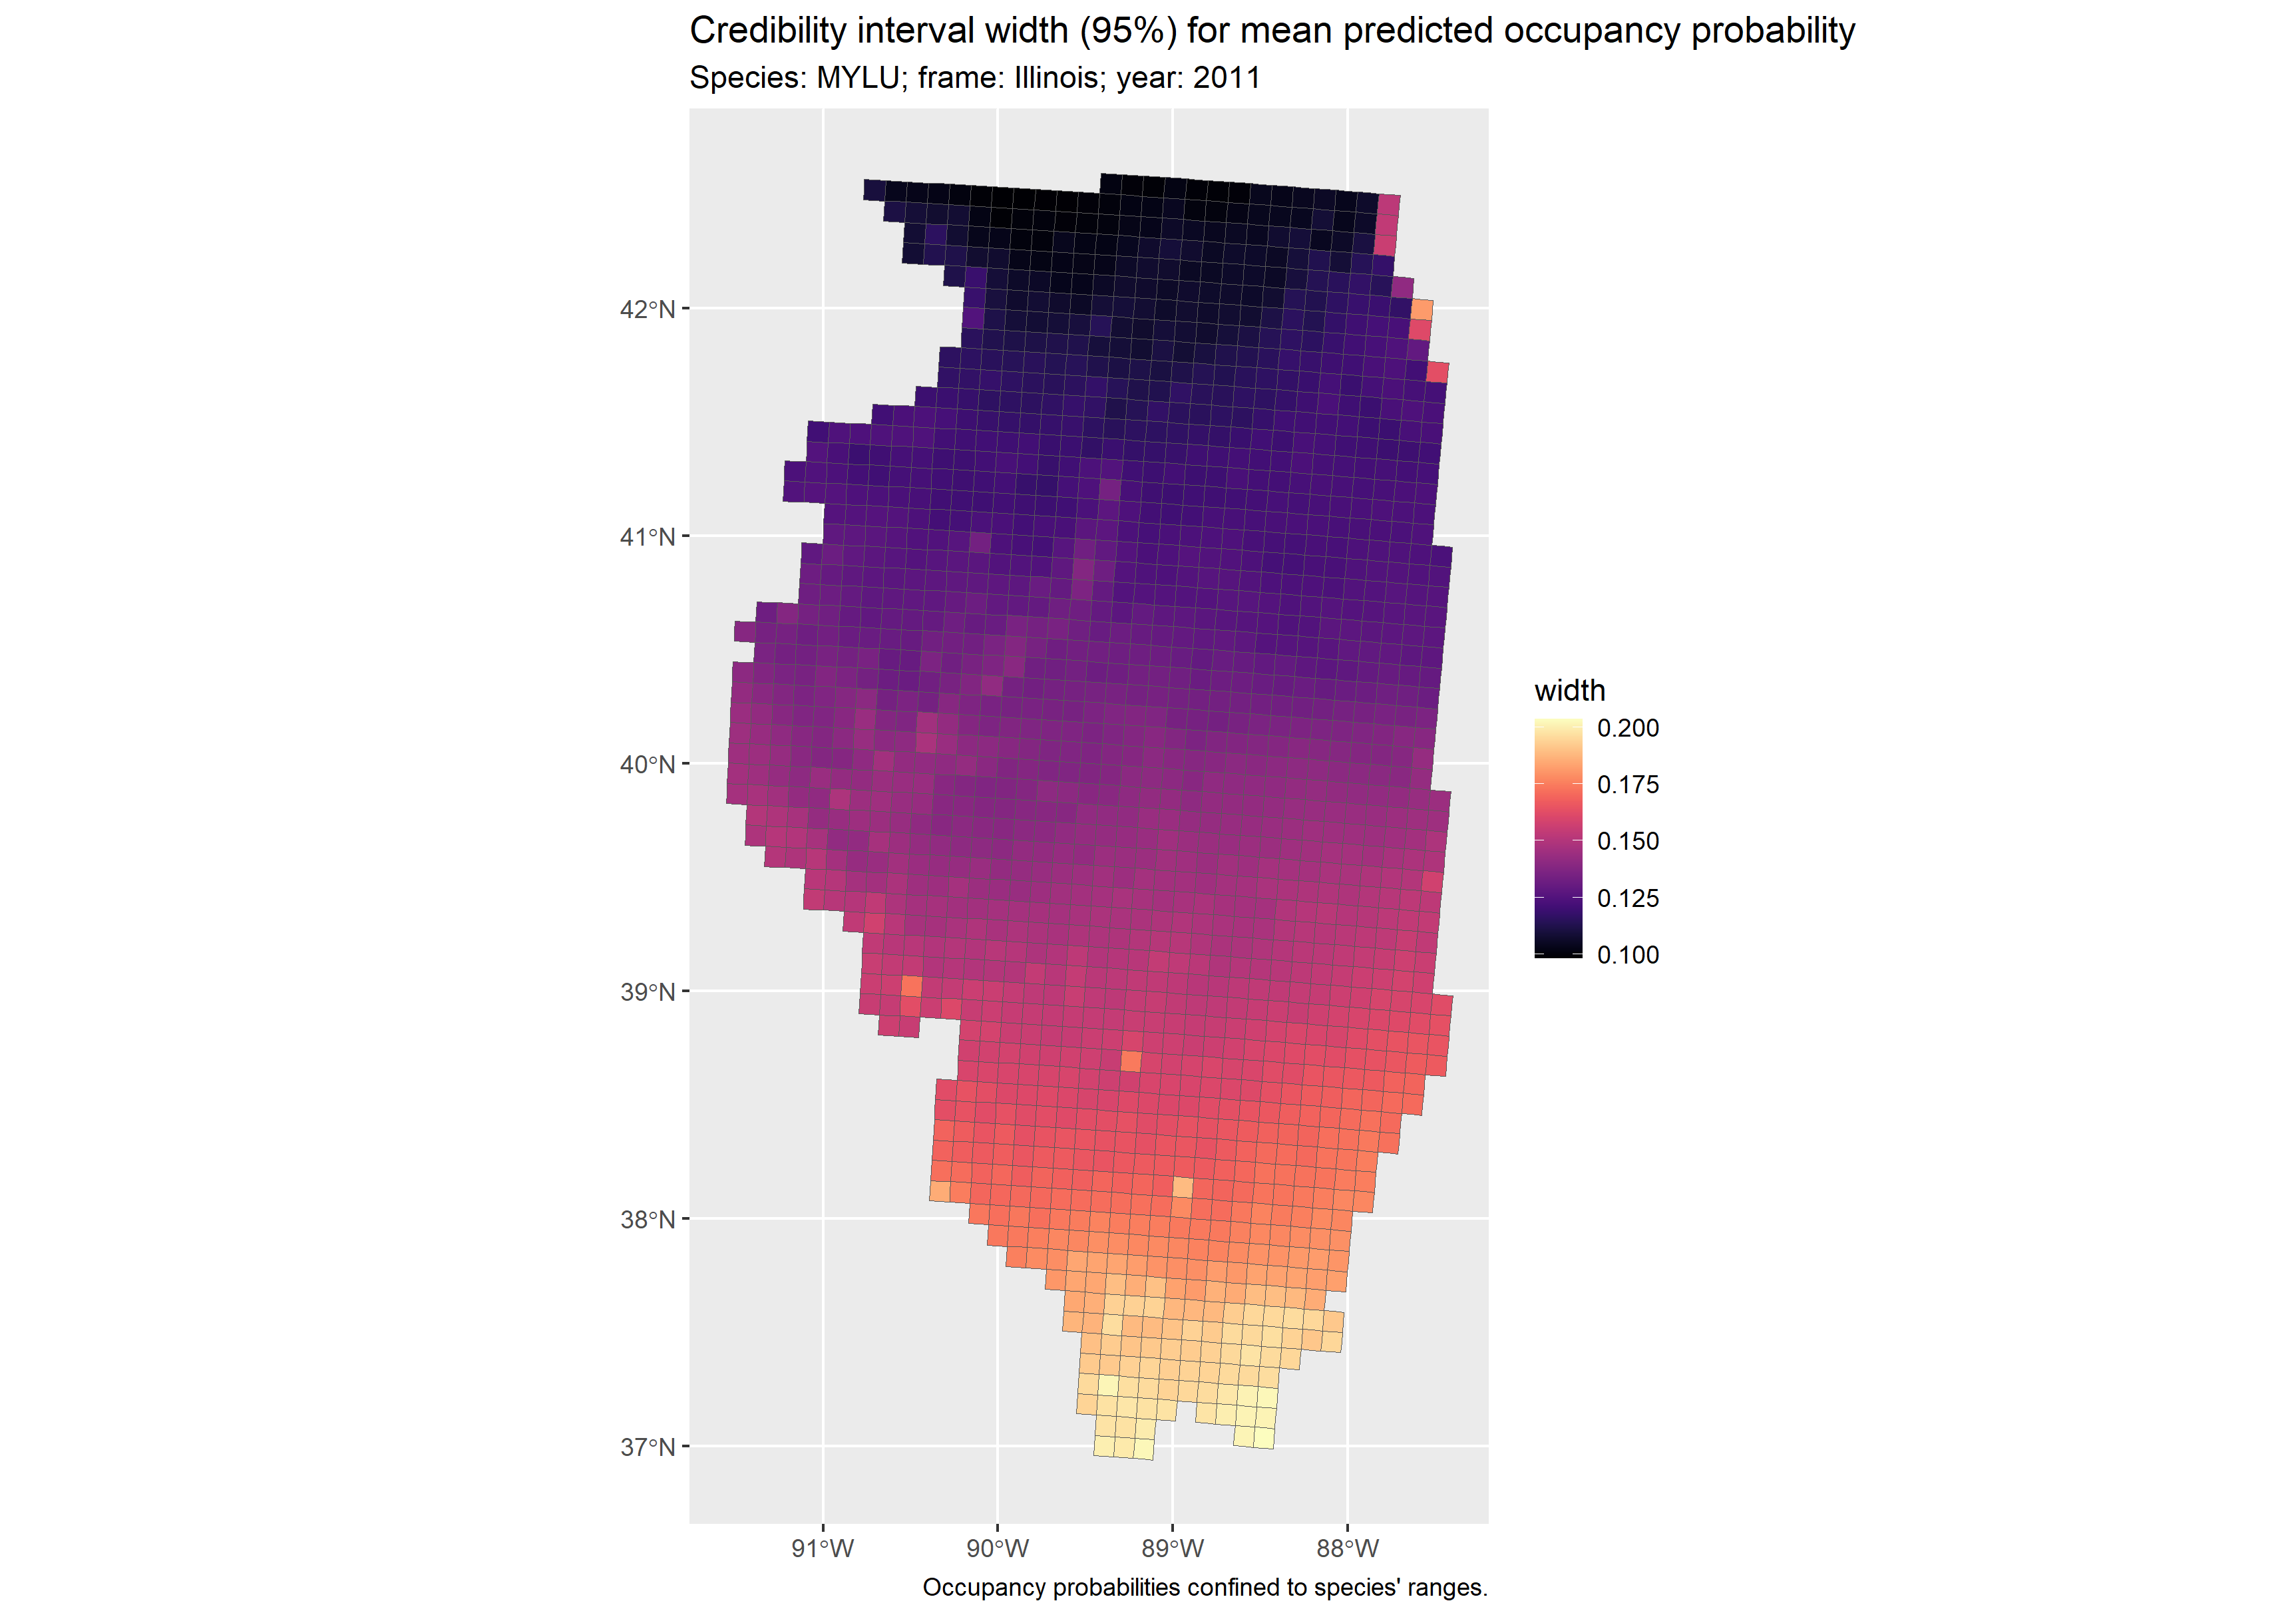 Credibility interval width (95%) for mean predicted occupancy probability
Species: MYLU; frame: Illinois; year: 2011
42°N
41°N
40°N
39°N
38°N
37°N
width
0.200
0.175
0.150
0.125
0.100
91°W
90°W
89°W
88°W
Occupancy probabilities confined to species' ranges.